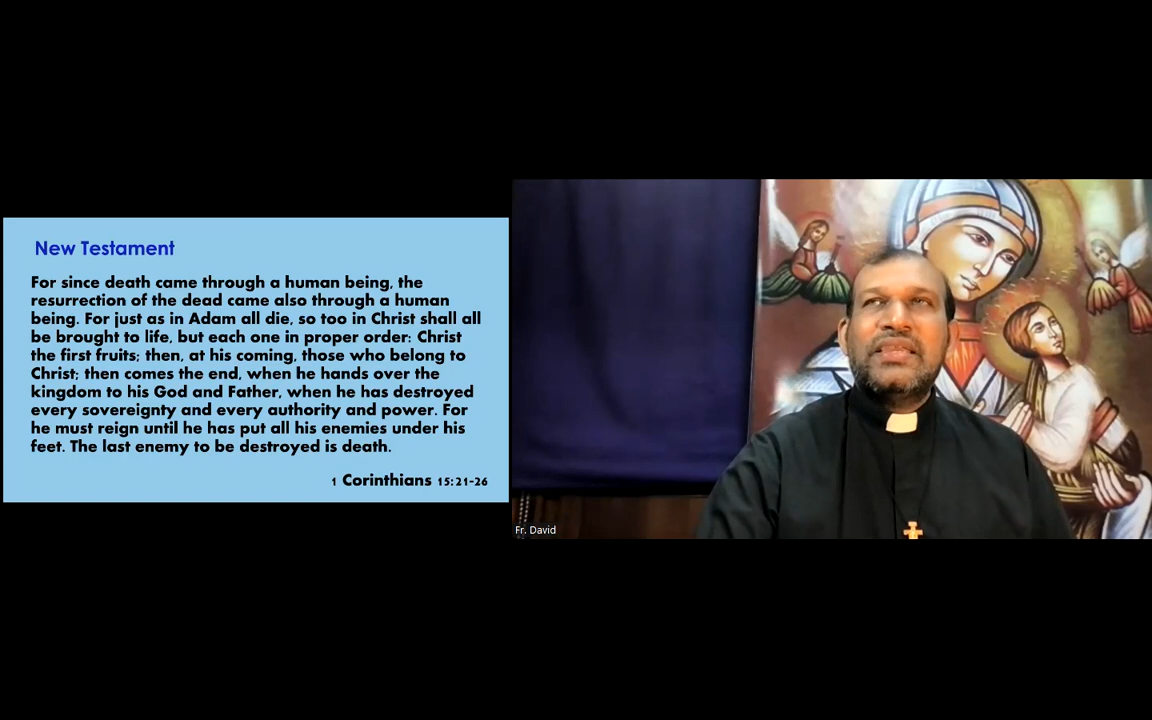 New Testament
For since death came through a human being, the
resurrection of the dead came also through a human
being. For just as in Adam all die, so too in Christ shall all
be brought to life, but each one in proper order: Christ
the first fruits; then, at his coming, those who belong to
Christ; then comes the end, when he hands over the
kingdom to his God and Father, when he has destroyed
every sovereignty and every authority and power. For
he must reign until he has put all his enemies under his
feet. The last enemy to be destroyed is death.
1 Corinthians 15:21-26
Fr. David